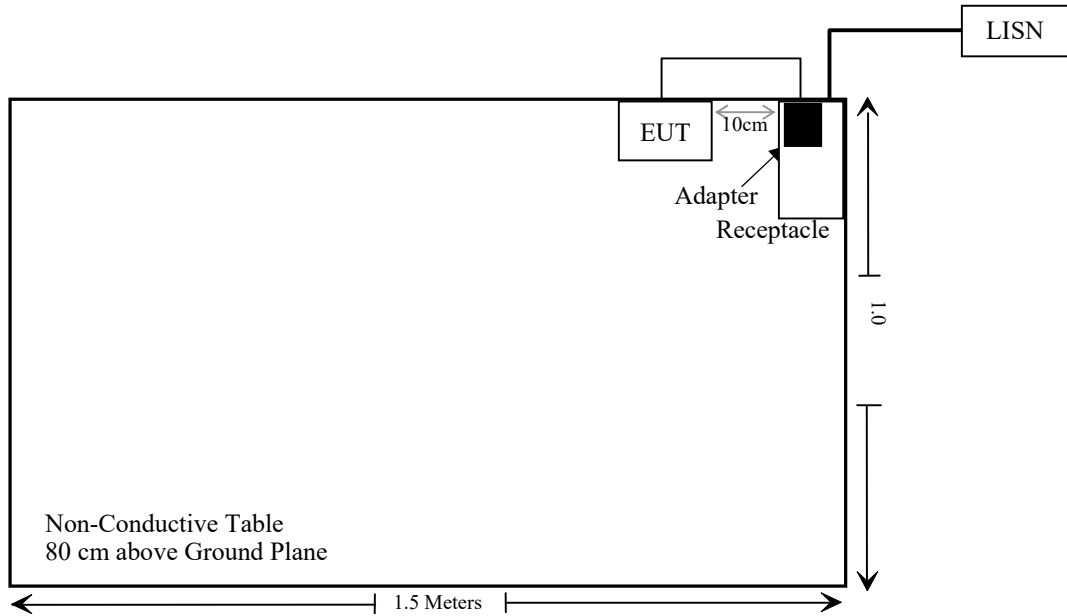 LISN
EUT
10cm
Adapter
Receptacle
1.0
Non-Conductive Table
80 cm above Ground Plane
1.5 Meters